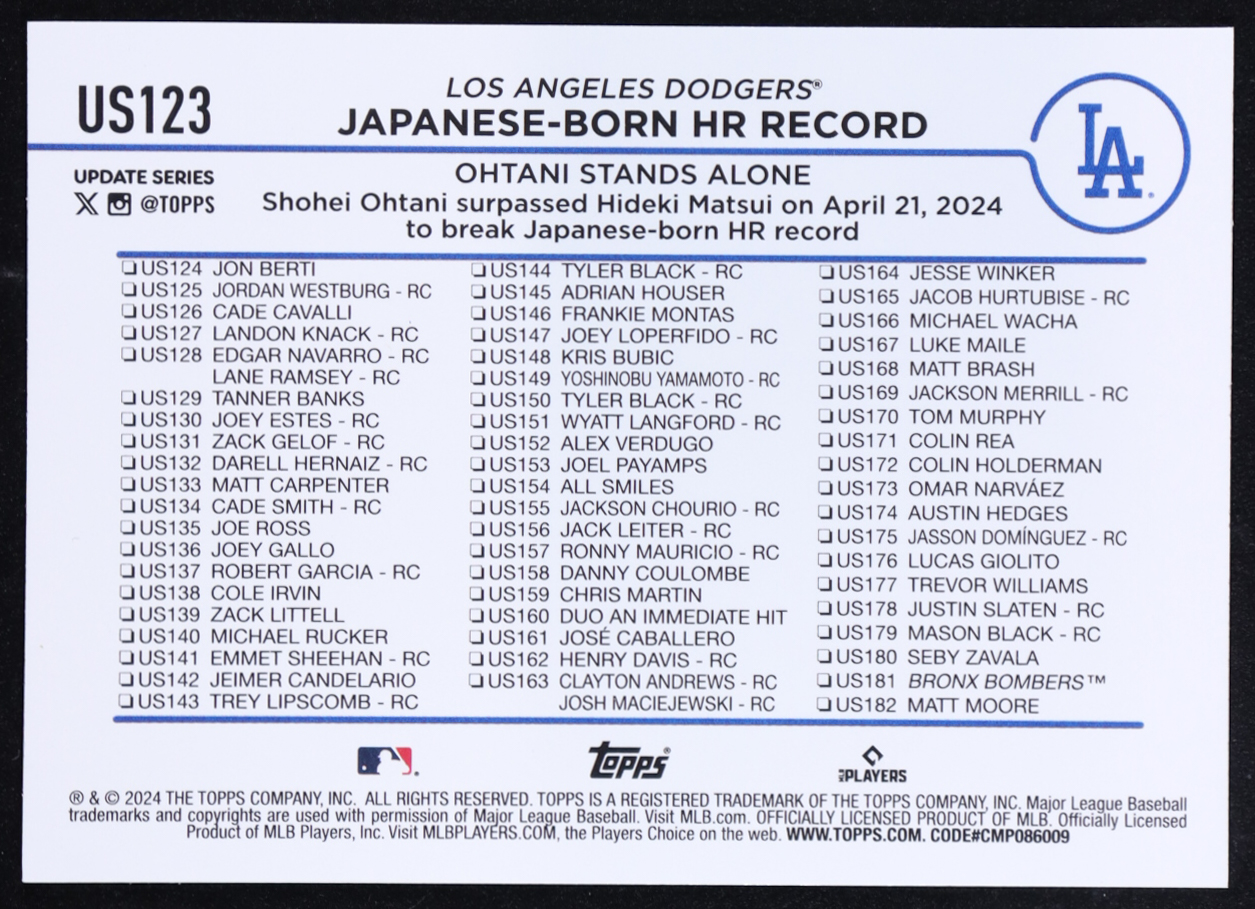 US123
LOS ANGELES DODGERS®
JAPANESE-BORN HR RECORD
LA
UPDATE SERIES
X @TOPPS
OHTANI STANDS ALONE
Shohei Ohtani surpassed Hideki Matsui on April 21, 2024
to break Japanese-born HR record
❏US124 JON BERTI
❏US125 JORDAN WESTBURG - RC
❏US126 CADE CAVALLI
❏US127 LANDON KNACK - RC
❏US128 EDGAR NAVARRO - RC
LANE RAMSEY - RC
❏US129 TANNER BANKS
❏US130 JOEY ESTES - RC
❏US131 ZACK GELOF - RC
❏US132 DARELL HERNAIZ - RC
❏US133 MATT CARPENTER
❏US134 CADE SMITH - RC
❏US135 JOE ROSS
❏US136 JOEY GALLO
❏US137 ROBERT GARCIA - RC
❏US138 COLE IRVIN
❏US139 ZACK LITTELL
❏US140 MICHAEL RUCKER
❏US141 EMMET SHEEHAN - RC
❏US142 JEIMER CANDELARIO
❏US143 TREY LIPSCOMB - RC
❏US144 TYLER BLACK - RC
❏US145 ADRIAN HOUSER
❏US146 FRANKIE MONTAS
❏US147 JOEY LOPERFIDO - RC
❏US148 KRIS BUBIC
❏US149 YOSHINOBU YAMAMOTO - RC
❏US150 TYLER BLACK - RC
❏US151 WYATT LANGFORD - RC
❏US152 ALEX VERDUGO
❏US153 JOEL PAYAMPS
❏US154 ALL SMILES
❏US155 JACKSON CHOURIO - RC
❏US156 JACK LEITER - RC
❏US157 RONNY MAURICIO - RC
❏US158 DANNY COULOMBE
❏US159 CHRIS MARTIN
❏US160 DUO AN IMMEDIATE HIT
❏US161 JOSÉ CABALLERO
❏US162 HENRY DAVIS - RC
❏US163 CLAYTON ANDREWS - RC
JOSH MACIEJEWSKI - RC
❏US164 JESSE WINKER
❏US165 JACOB HURTUBISE - RC
❏US166 MICHAEL WACHA
❏US167 LUKE MAILE
❏US168 MATT BRASH
❏US169 JACKSON MERRILL - RC
❏US170 TOM MURPHY
❏US171 COLIN REA
❏US172 COLIN HOLDERMAN
❏US173 OMAR NARVÁEZ
❏US174 AUSTIN HEDGES
❏US175 JASSON DOMÍNGUEZ - RC
❏US176 LUCAS GIOLITO
❏US177 TREVOR WILLIAMS
❏US178 JUSTIN SLATEN - RC
❏US179 MASON BLACK - RC
❏US180 SEBY ZAVALA
❏US181 BRONX BOMBERS™
❏US182 MATT MOORE
topps®
MLB PLAYERS
® & © 2024 THE TOPPS COMPANY, INC. ALL RIGHTS RESERVED. TOPPS IS A REGISTERED TRADEMARK OF THE TOPPS COMPANY, INC. Major League Baseball
trademarks and copyrights are used with permission of Major League Baseball. Visit MLB.com. OFFICIALLY LICENSED PRODUCT OF MLB. Officially Licensed
Product of MLB Players, Inc. Visit MLBPLAYERS.COM, the Players Choice on the web. WWW.TOPPS.COM. CODE#CMP086009